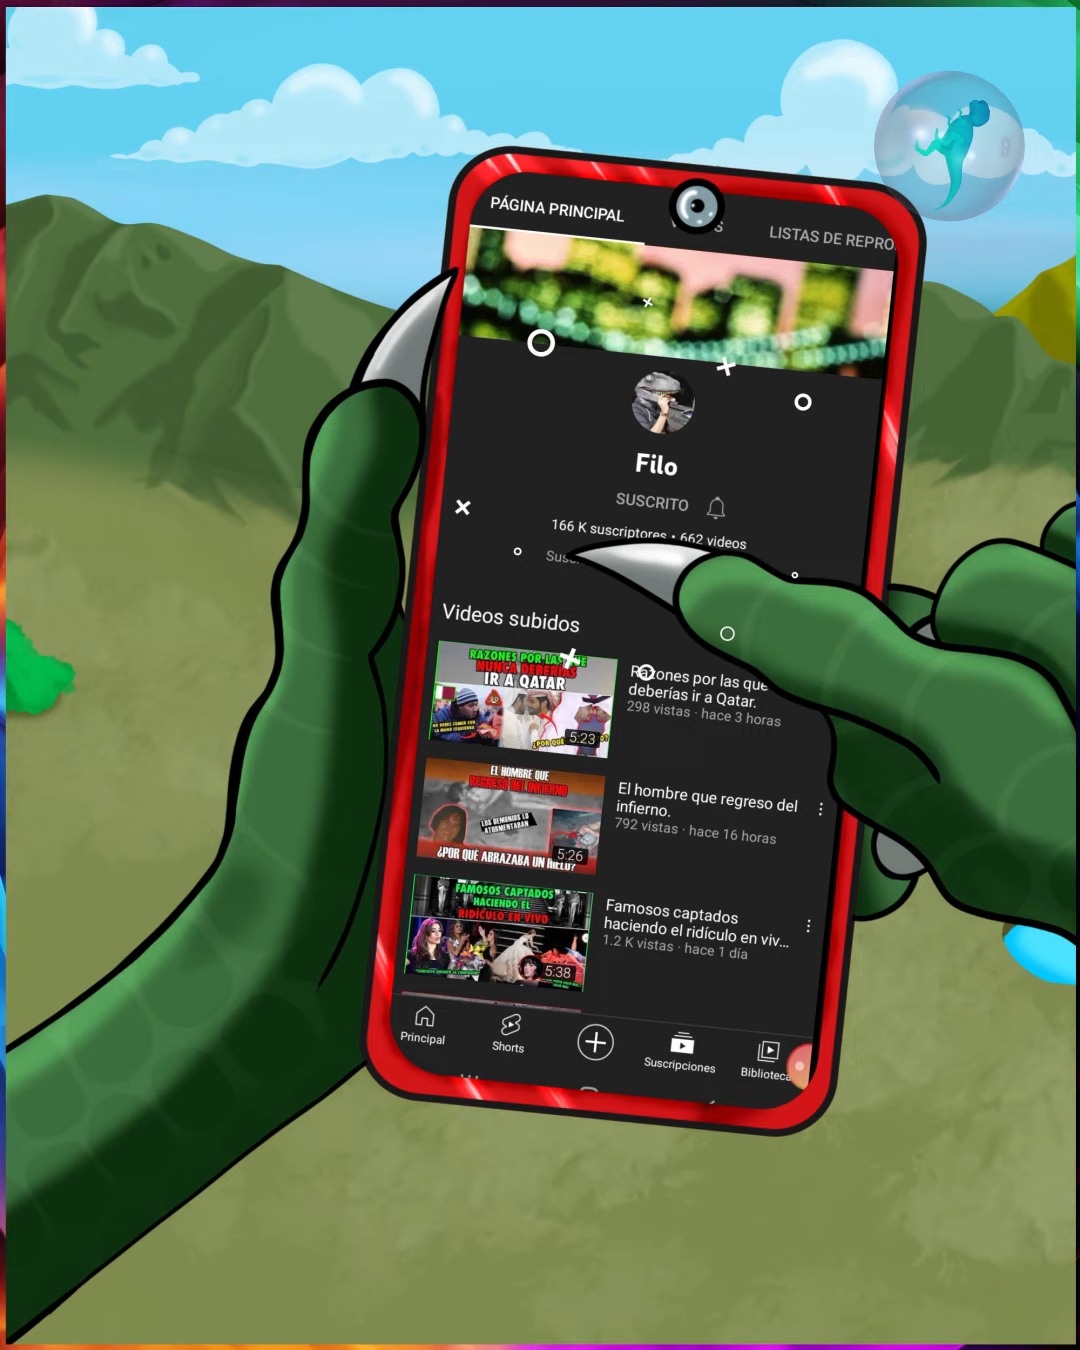 PÁGINA PRINCIPAL
LISTAS DE REPRO
Filo
SUSCRITO
166 K suscriptores • 662 videos
Videos subidos
RAZONES POR LAS QUE
NUNCA DEBERIAS
IR A QATAR
5:23
Razones por las que
deberías ir a Qatar.
298 vistas · hace 3 horas
EL HOMBRE QUE
REGRESO DEL INFIERNO
LOS DEMONIOS LO
ATORMENTABAN
¿POR QUÉ ABRAZABA UN HIELO?
5:26
El hombre que regreso del
infierno.
792 vistas · hace 16 horas
FAMOSOS CAPTADOS
HACIENDO EL
RIDÍCULO EN VIVO
5:38
Famosos captados
haciendo el ridículo en viv...
1.2 K vistas · hace 1 día
Principal
Shorts
Suscripciones
Biblioteca